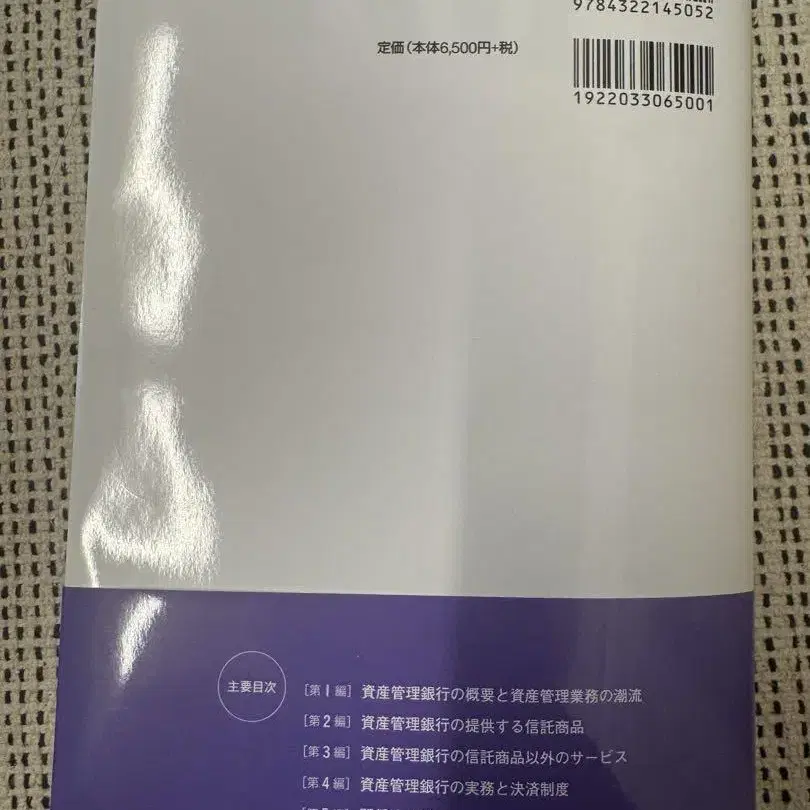 9784322145052
定価(本体6,500円+税)
1922033065001
主要目次
[第1編] 資産管理銀行の概要と資産管理業務の潮流
[第2編] 資産管理銀行の提供する信託商品
[第3編] 資産管理銀行の信託商品以外のサービス
[第4編] 資産管理銀行の実務と決済制度